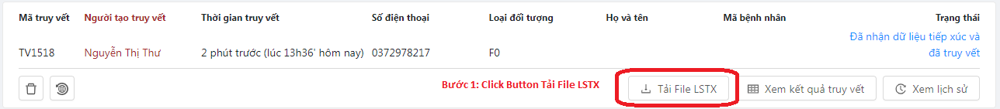 Mã truy vết Người tạo truy vết Thời gian truy vết Số điện thoại Loại đối tượng Họ và tên Mã bệnh nhân Trạng thái
Đã nhận dữ liệu tiếp xúc và
TV1518 Nguyễn Thị Thư 2 phút trước (lúc 13h36' hôm nay) 0372978217 F0 đã truy vết
Bước 1: Click Button Tải File LSTX Tải File LSTX Xem kết quả truy vết Xem lịch sử